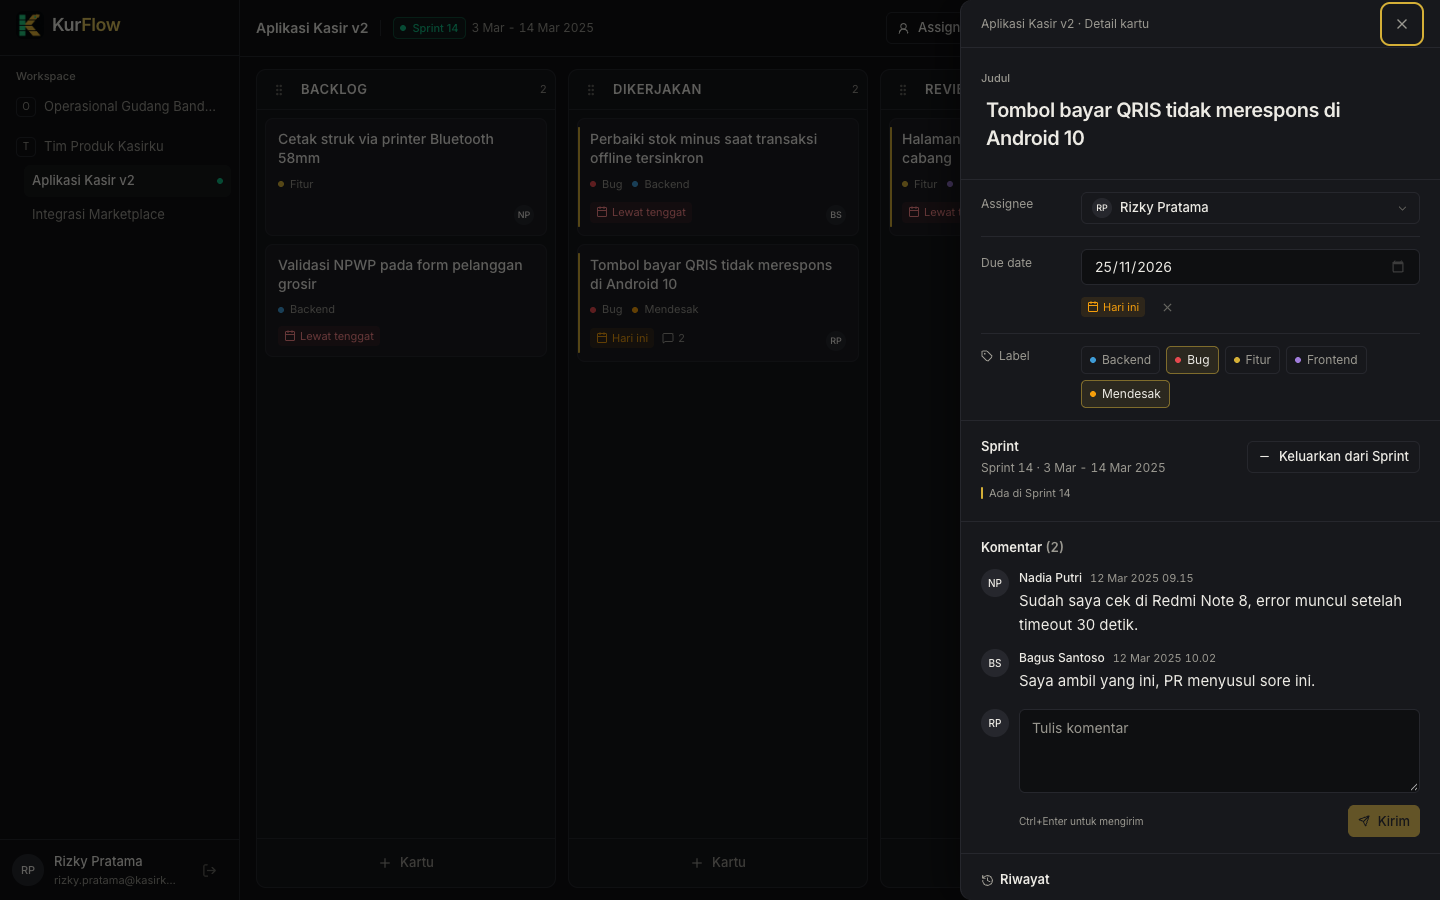 KurFlow
Workspace
O Operasional Gudang Band...
T Tim Produk Kasirku
Aplikasi Kasir v2
Integrasi Marketplace
RP Rizky Pratama
rizky.pratama@kasirk...
Aplikasi Kasir v2 Sprint 14 3 Mar - 14 Mar 2025
Assign
BACKLOG 2
Cetak struk via printer Bluetooth
58mm
Fitur
NP
Validasi NPWP pada form pelanggan
grosir
Backend
Lewat tenggat
+ Kartu
DIKERJAKAN 2
Perbaiki stok minus saat transaksi
offline tersinkron
Bug Backend
Lewat tenggat BS
Tombol bayar QRIS tidak merespons
di Android 10
Bug Mendesak
Hari ini 2 RP
+ Kartu
REVIE
Halaman
cabang
Fitur
Lewat t
Aplikasi Kasir v2 · Detail kartu
Judul
Tombol bayar QRIS tidak merespons di
Android 10
Assignee RP Rizky Pratama
Due date 25/11/2026
Hari ini
Label Backend Bug Fitur Frontend
Mendesak
Sprint
Sprint 14 · 3 Mar - 14 Mar 2025
Keluarkan dari Sprint
Ada di Sprint 14
Komentar (2)
NP Nadia Putri 12 Mar 2025 09.15
Sudah saya cek di Redmi Note 8, error muncul setelah
timeout 30 detik.
BS Bagus Santoso 12 Mar 2025 10.02
Saya ambil yang ini, PR menyusul sore ini.
RP Tulis komentar
Ctrl+Enter untuk mengirim Kirim
Riwayat